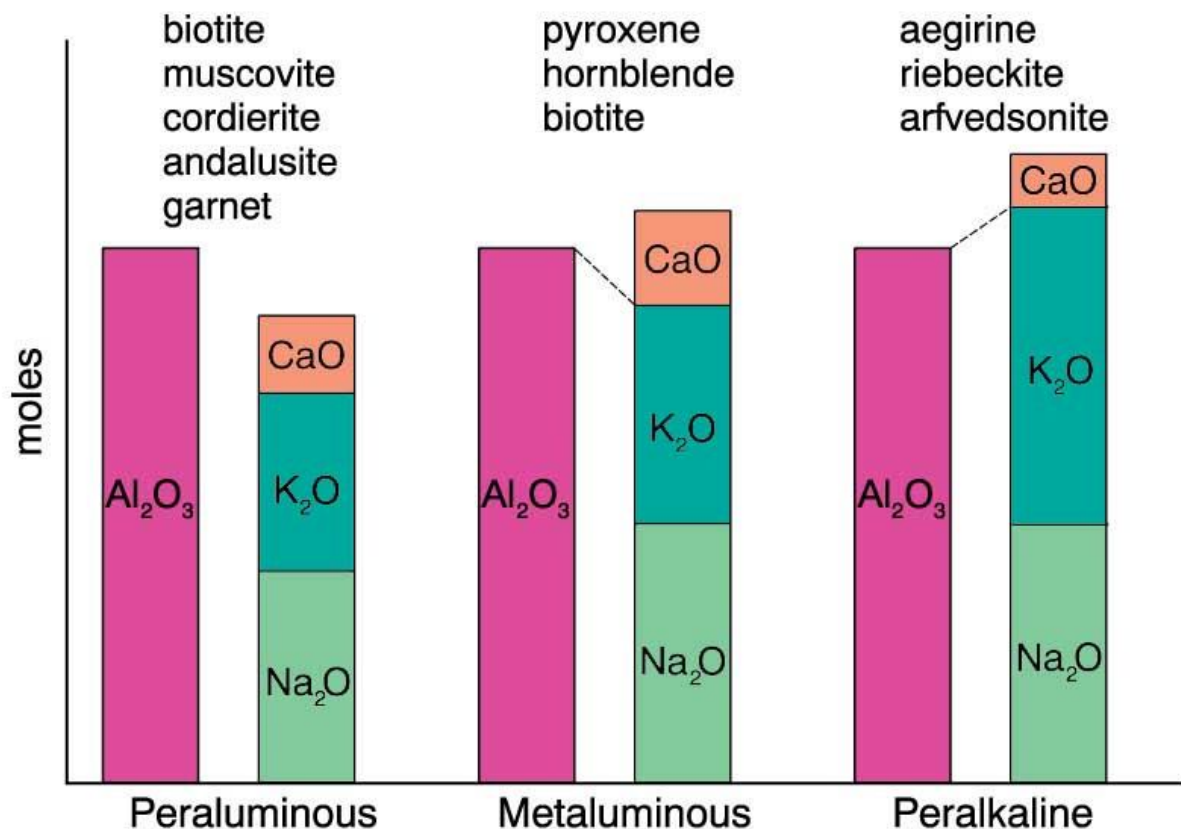 biotite
muscovite
cordierite
andalusite
garnet
pyroxene
hornblende
biotite
aegirine
riebeckite
arfvedsonite
moles
Al₂O₃
CaO
K₂O
Na₂O
Al₂O₃
CaO
K₂O
Na₂O
Al₂O₃
CaO
K₂O
Na₂O
Peraluminous
Metaluminous
Peralkaline